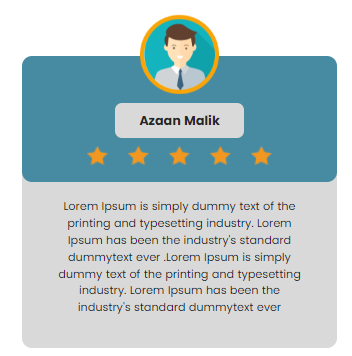 Azaan Malik
Lorem Ipsum is simply dummy text of the
printing and typesetting industry. Lorem
Ipsum has been the industry's standard
dummytext ever .Lorem Ipsum is simply
dummy text of the printing and typesetting
industry. Lorem Ipsum has been the
industry's standard dummytext ever